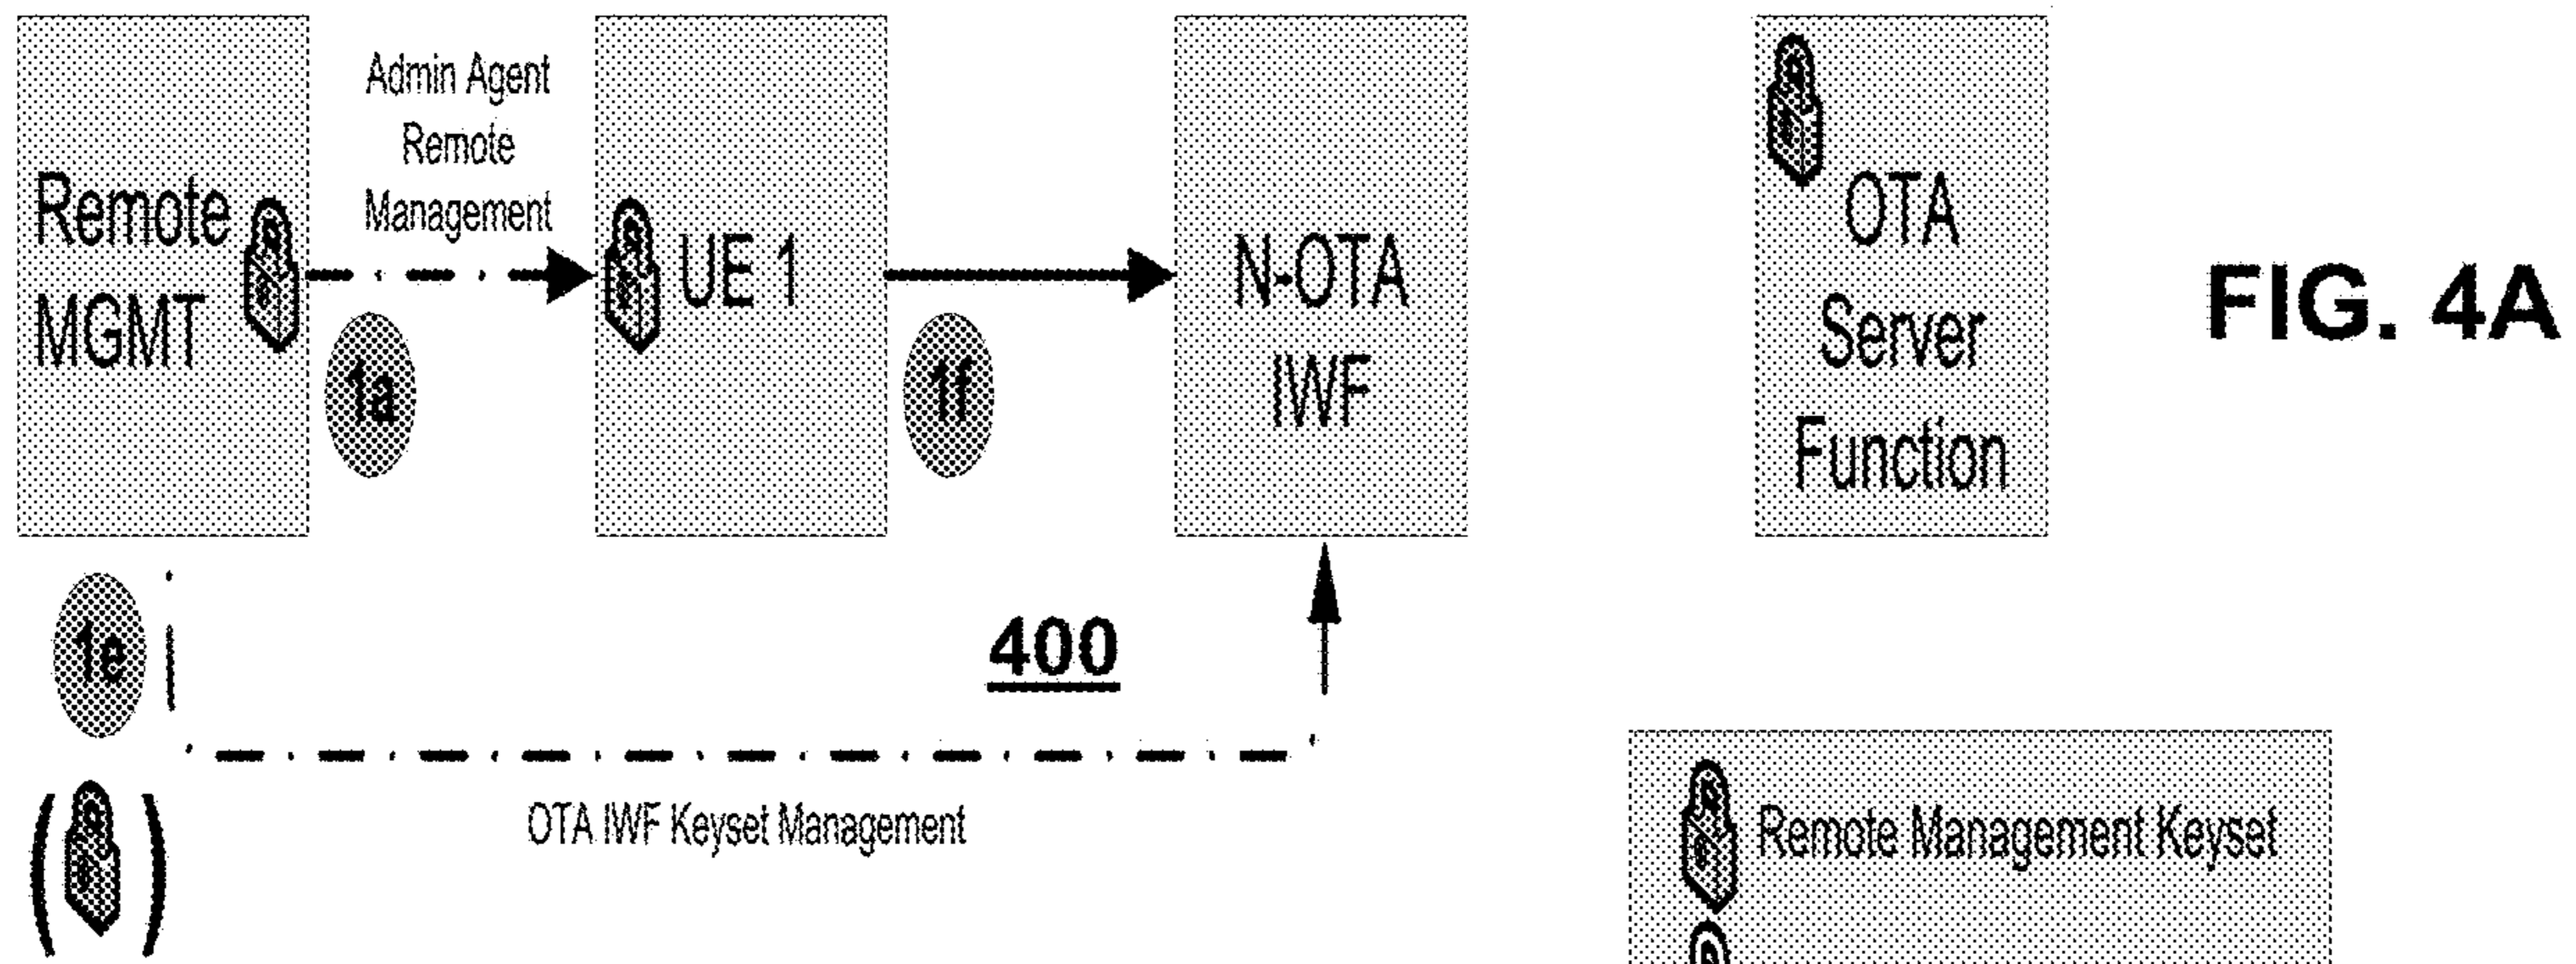 Admin Agent
Remote
Management
Remote
MGMT
UE 1
N-OTA
IWF
OTA
Server
Function
FIG. 4A
1a
1f
1e
400
OTA IWF Keyset Management
Remote Management Keyset
( )